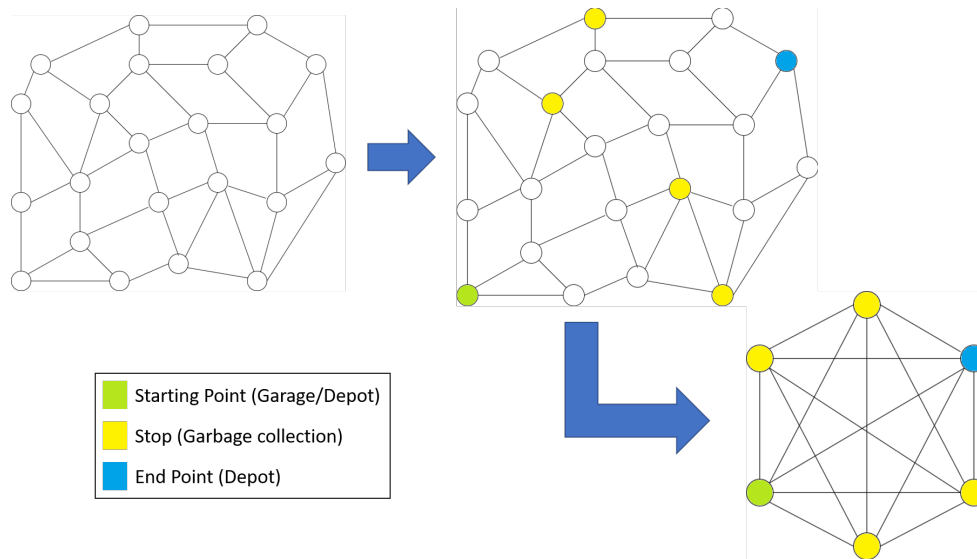 Starting Point (Garage/Depot)
Stop (Garbage collection)
End Point (Depot)